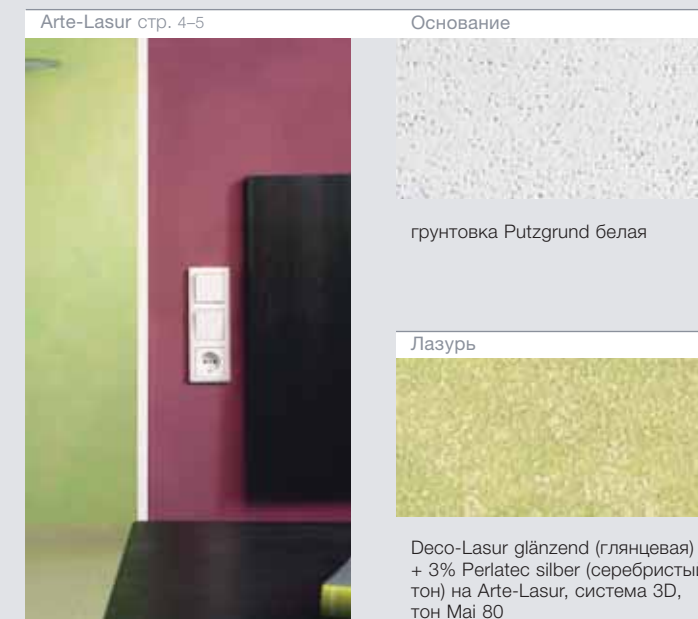 Arte-Lasur стр. 4–5
Основание
грунтовка Putzgrund белая
Лазурь
Deco-Lasur glänzend (глянцевая)
+ 3% Perlatec silber (серебристый
тон) на Arte-Lasur, система 3D,
тон Mai 80